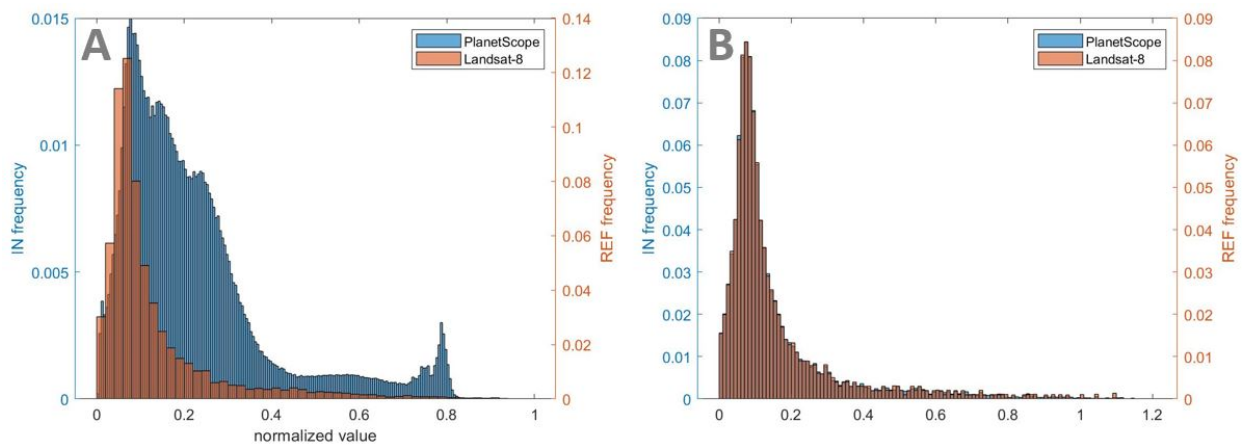 A
PlanetScope
Landsat-8
0.015
0.01
0.005
0
IN frequency
0.14
0.12
0.1
0.08
0.06
0.04
0.02
0
REF frequency
0 0.2 0.4 0.6 0.8 1
normalized value
B
PlanetScope
Landsat-8
0.09
0.08
0.07
0.06
0.05
0.04
0.03
0.02
0.01
0
IN frequency
0.09
0.08
0.07
0.06
0.05
0.04
0.03
0.02
0.01
0
REF frequency
0 0.2 0.4 0.6 0.8 1 1.2